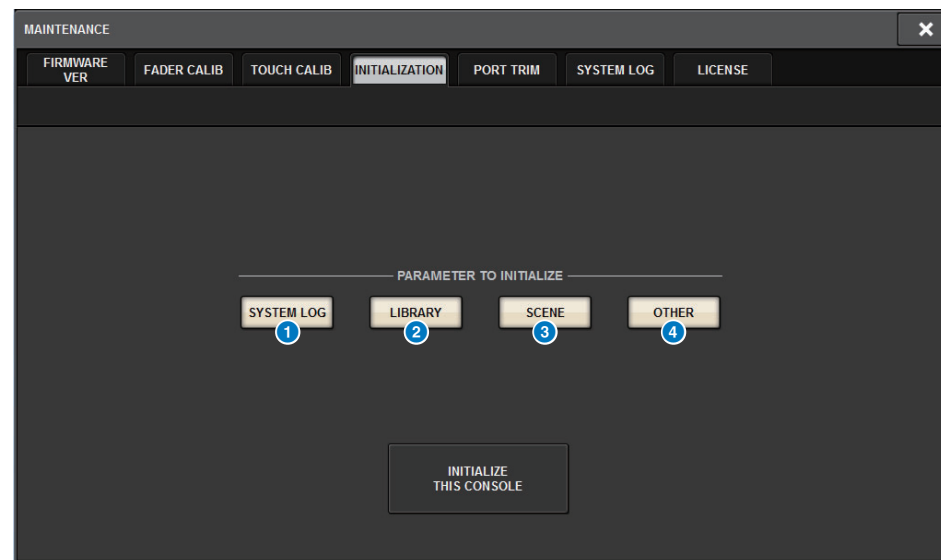 MAINTENANCE
FIRMWARE
VER
FADER CALIB
TOUCH CALIB
INITIALIZATION
PORT TRIM
SYSTEM LOG
LICENSE
PARAMETER TO INITIALIZE
SYSTEM LOG
LIBRARY
SCENE
OTHER
1
2
3
4
INITIALIZE
THIS CONSOLE